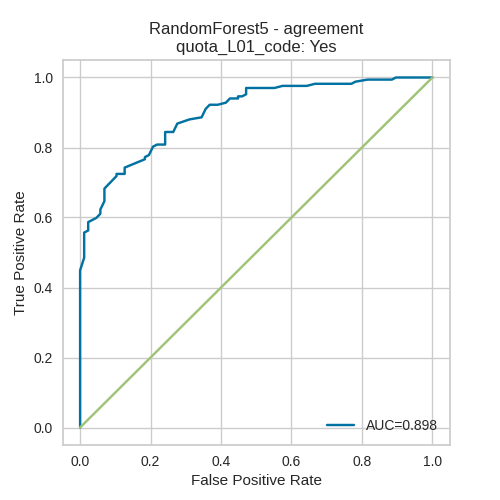 RandomForest5 - agreement
quota_L01_code: Yes
True Positive Rate
1.0
0.8
0.6
0.4
0.2
0.0
AUC=0.898
0.0 0.2 0.4 0.6 0.8 1.0
False Positive Rate